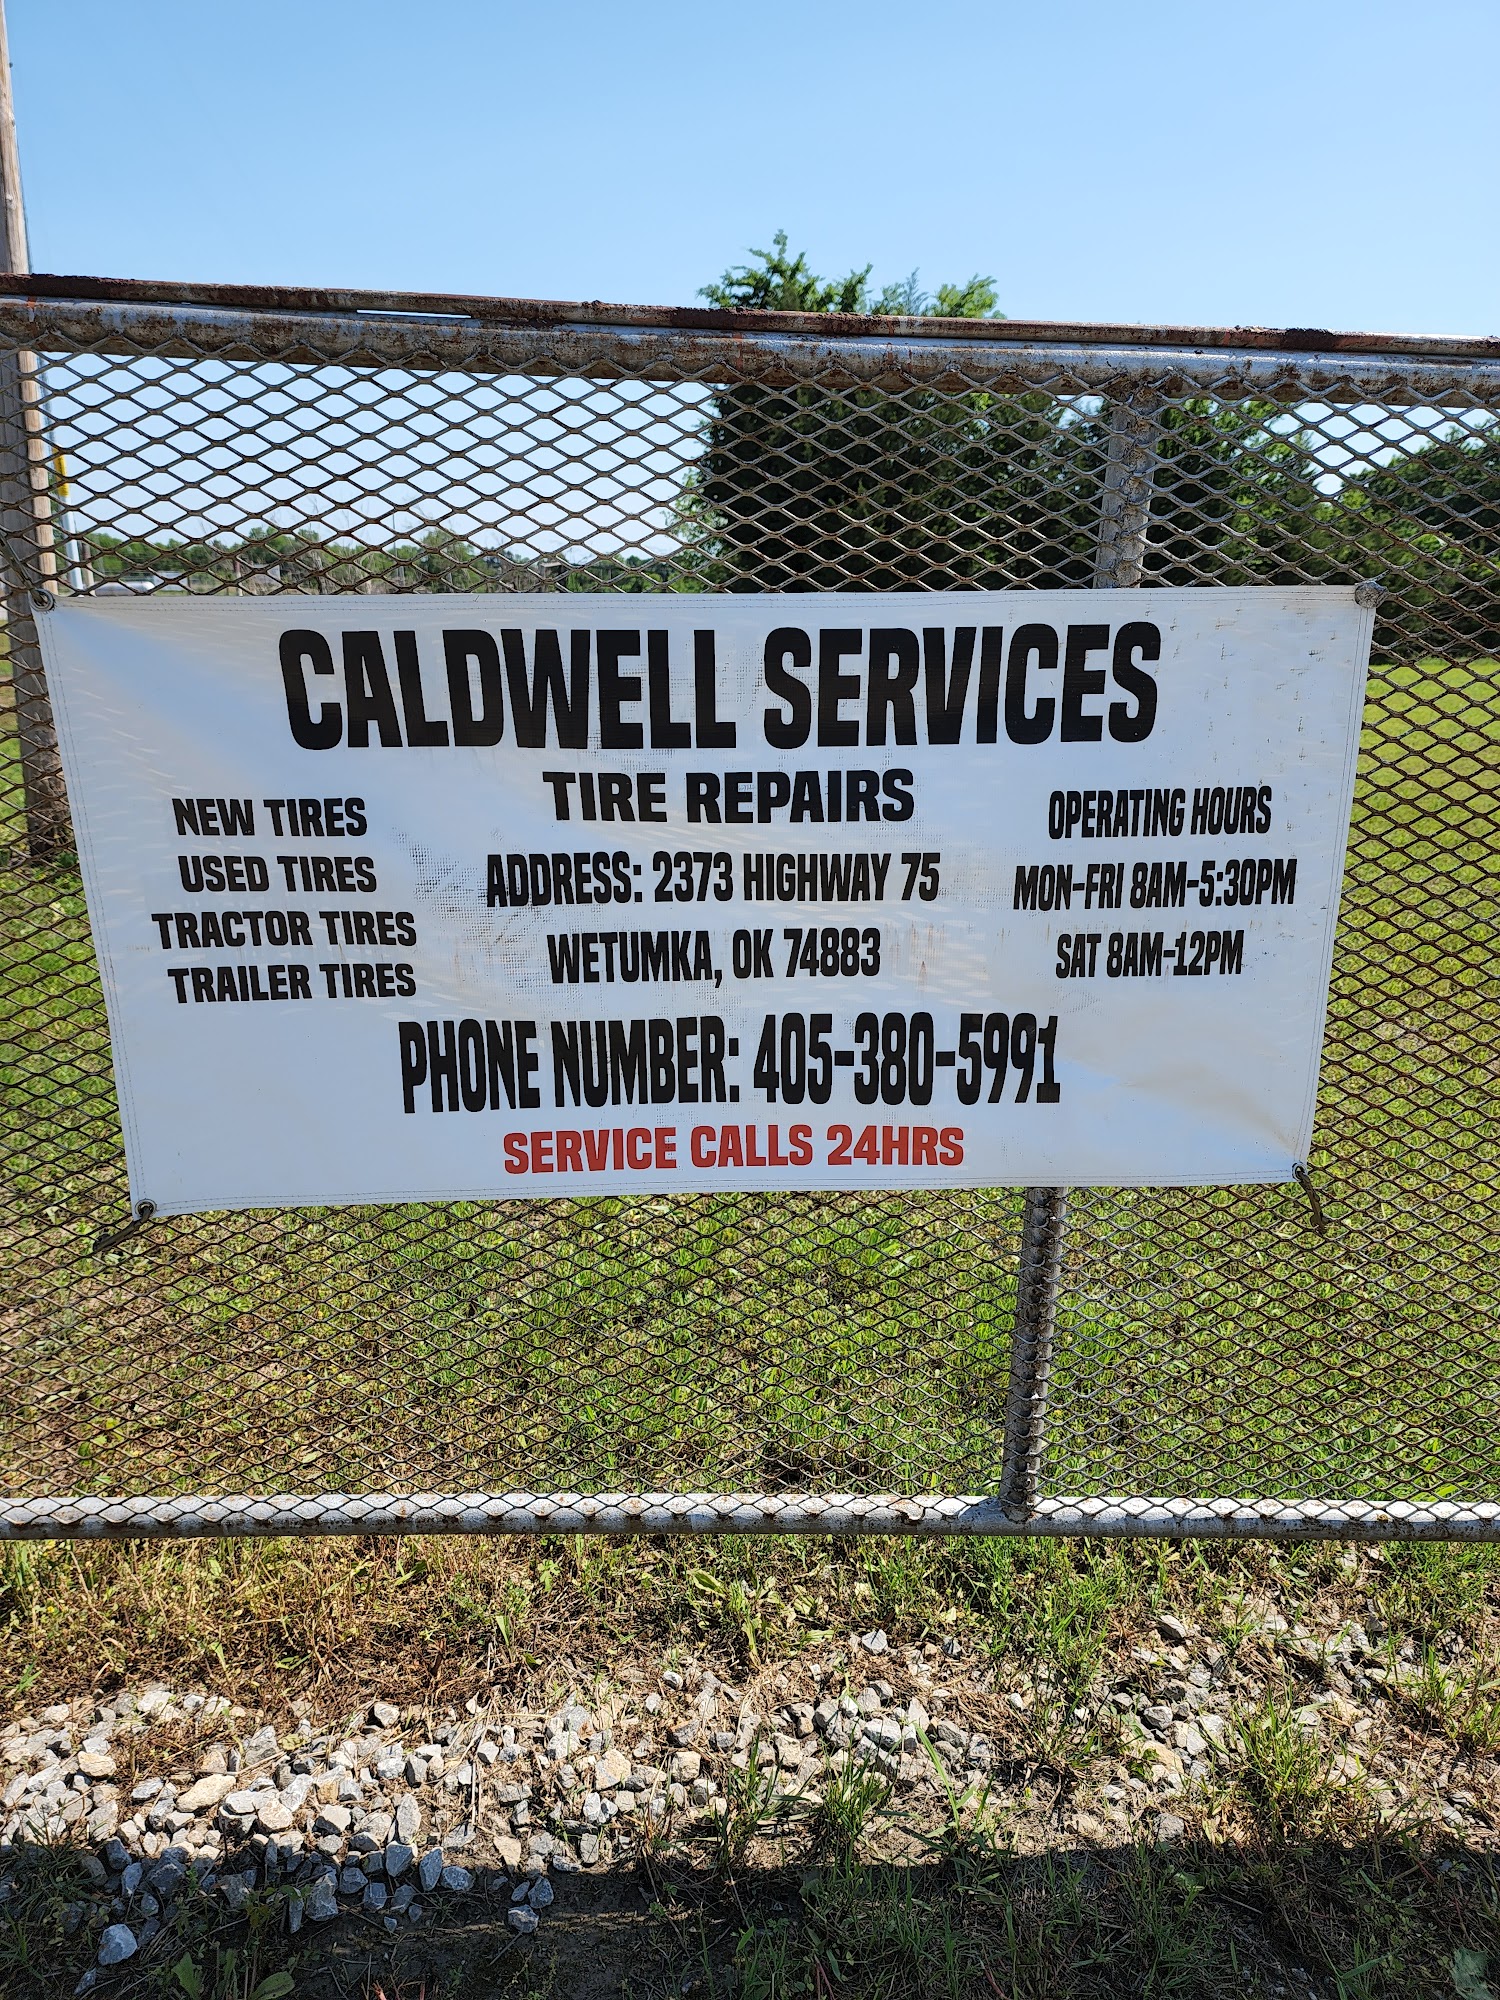 CALDWELL SERVICES
TIRE REPAIRS
NEW TIRES
USED TIRES
TRACTOR TIRES
TRAILER TIRES
ADDRESS: 2373 HIGHWAY 75
WETUMKA, OK 74883
OPERATING HOURS
MON-FRI 8AM-5:30PM
SAT 8AM-12PM
PHONE NUMBER: 405-380-5991
SERVICE CALLS 24HRS